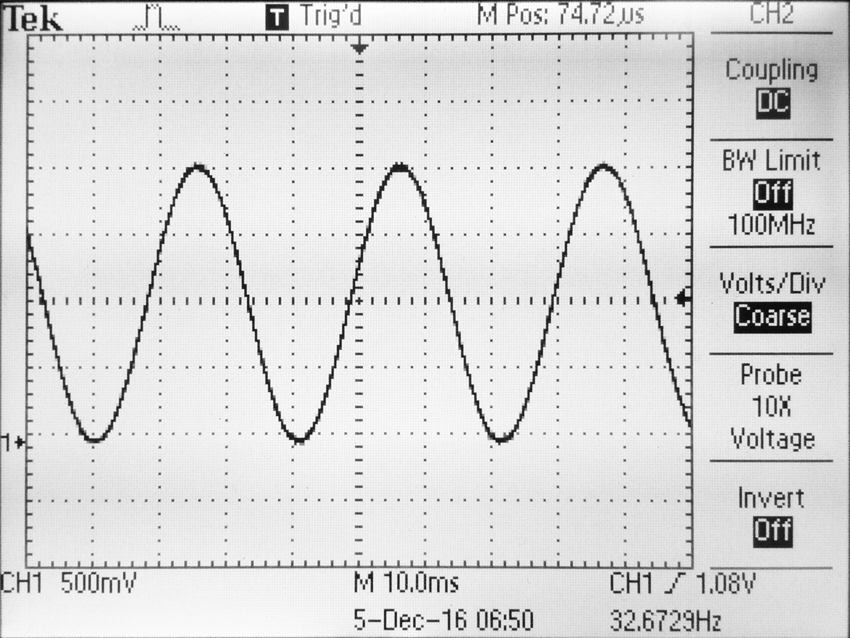 Tek T Trig'd M Pos: 74.72µs CH2
Coupling
DC
BW Limit
Off
100MHz
Volts/Div
Coarse
Probe
10X
Voltage
Invert
Off
1
CH1 500mV M 10.0ms CH1 1.08V
5-Dec-16 06:50 32.6729Hz